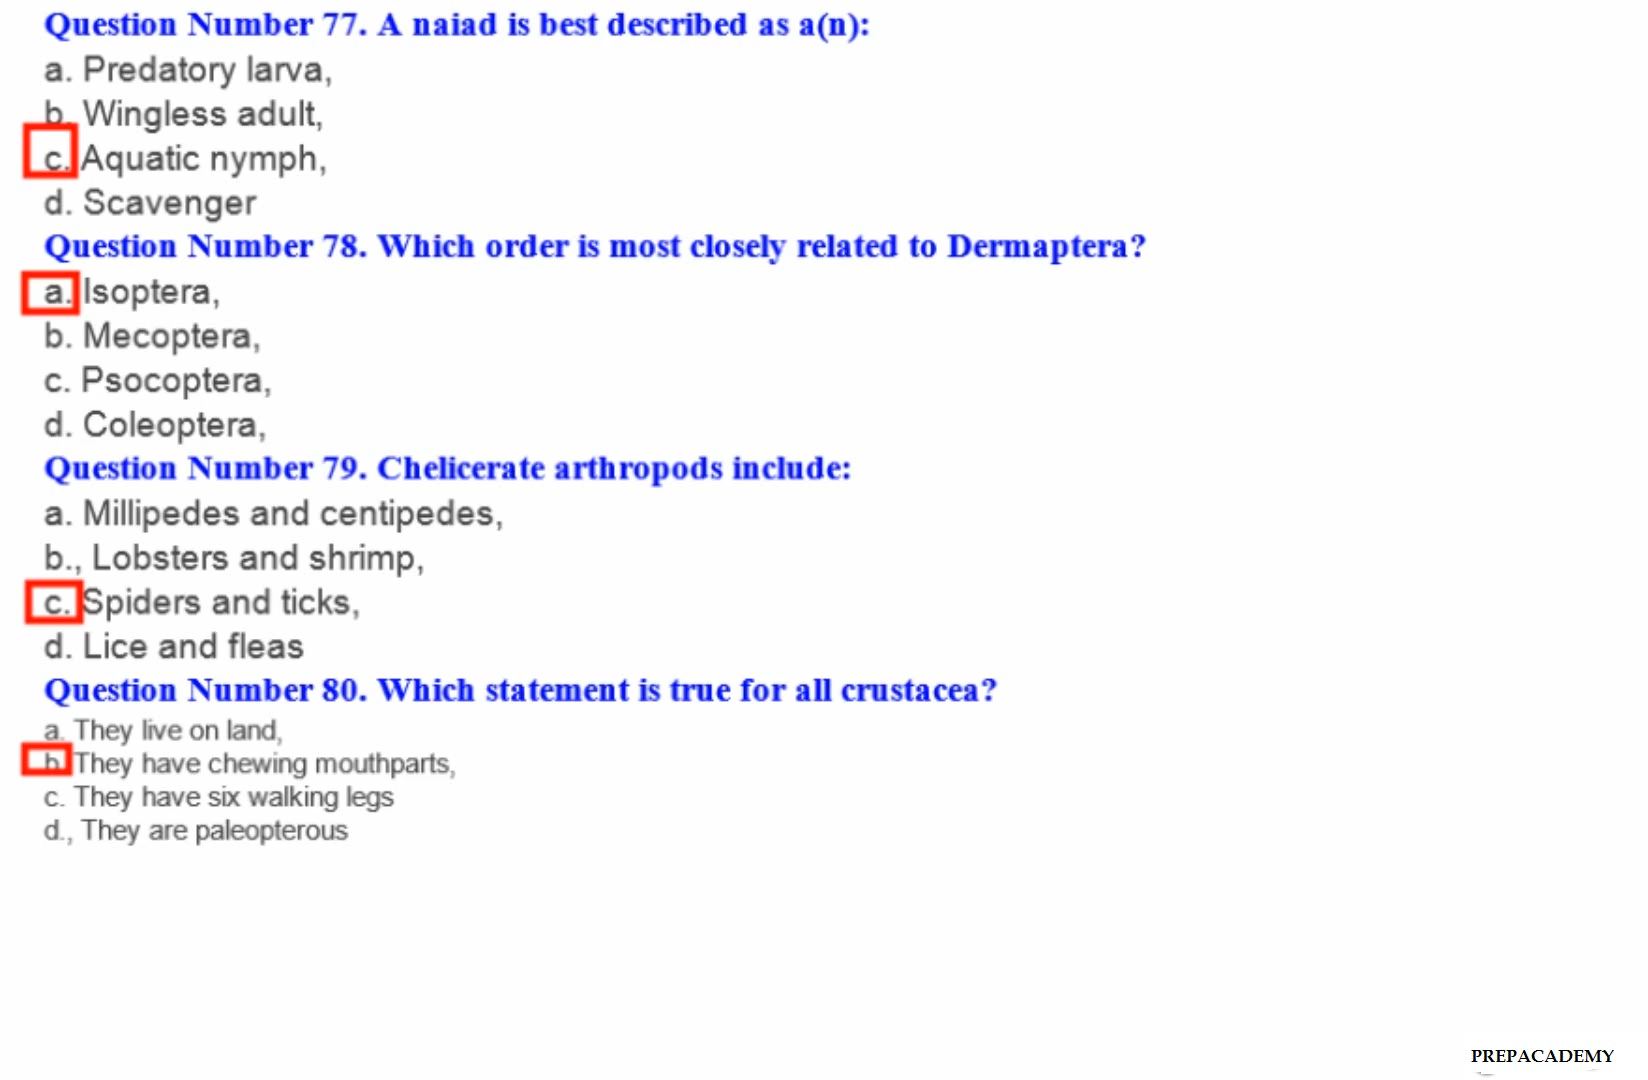 Question Number 77. A naiad is best described as a(n):
a. Predatory larva,
b. Wingless adult,
c. Aquatic nymph,
d. Scavenger
Question Number 78. Which order is most closely related to Dermaptera?
a. Isoptera,
b. Mecoptera,
c. Psocoptera,
d. Coleoptera,
Question Number 79. Chelicerate arthropods include:
a. Millipedes and centipedes,
b., Lobsters and shrimp,
c. Spiders and ticks,
d. Lice and fleas
Question Number 80. Which statement is true for all crustacea?
a. They live on land,
b. They have chewing mouthparts,
c. They have six walking legs
d., They are paleopterous
PREPACADEMY